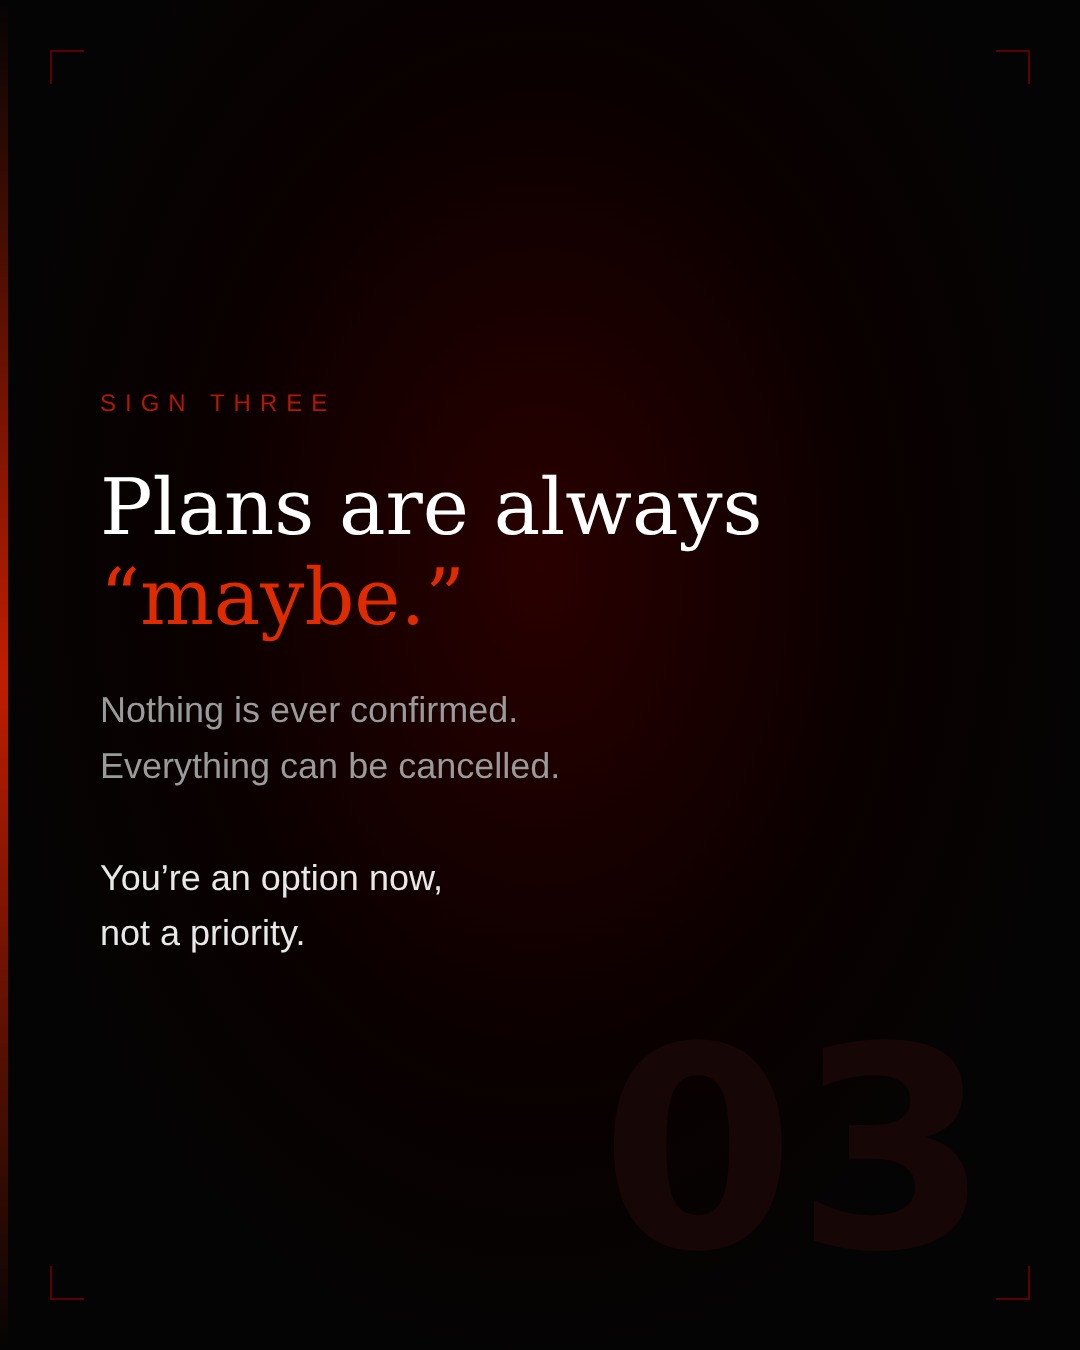 SIGN THREE
Plans are always
“maybe.”
Nothing is ever confirmed.
Everything can be cancelled.
You’re an option now,
not a priority.
03